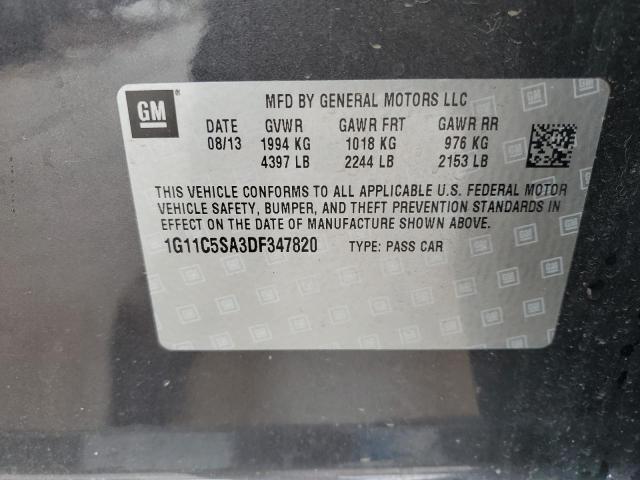 GM
MFD BY GENERAL MOTORS LLC
DATE GVWR GAWR FRT GAWR RR
08/13 1994 KG 1018 KG 976 KG
4397 LB 2244 LB 2153 LB
THIS VEHICLE CONFORMS TO ALL APPLICABLE U.S. FEDERAL MOTOR
VEHICLE SAFETY, BUMPER, AND THEFT PREVENTION STANDARDS IN
EFFECT ON THE DATE OF MANUFACTURE SHOWN ABOVE.
1G11C5SA3DF347820 TYPE: PASS CAR